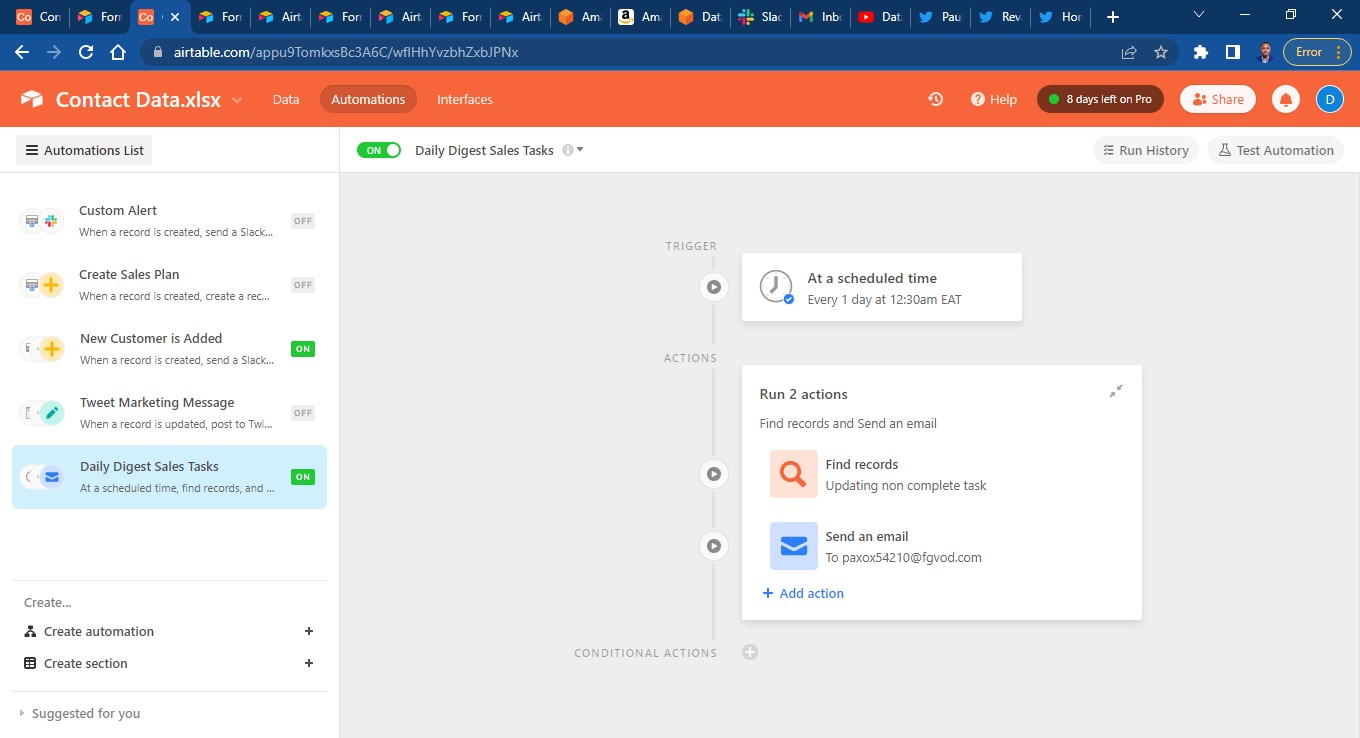 Co Con
Forr
Co
Forr
Airt
Forr
Airt
Forr
Airt
Ama
Am
Data
Slac
Inb
Dat
Pau
Rev
Hor
airtable.com/appu9TomkxsBc3A6C/wflHhYvzbhZxbJPNx
Error
Contact Data.xlsx
Data
Automations
Interfaces
Help
8 days left on Pro
Share
D
Automations List
ON
Daily Digest Sales Tasks
Run History
Test Automation
Custom Alert
When a record is created, send a Slack...
OFF
Create Sales Plan
When a record is created, create a rec...
OFF
New Customer is Added
When a record is created, send a Slack...
ON
Tweet Marketing Message
When a record is updated, post to Twi...
OFF
Daily Digest Sales Tasks
At a scheduled time, find records, and ...
ON
Create...
Create automation
Create section
Suggested for you
TRIGGER
At a scheduled time
Every 1 day at 12:30am EAT
ACTIONS
Run 2 actions
Find records and Send an email
Find records
Updating non complete task
Send an email
To paxox54210@fgvod.com
+ Add action
CONDITIONAL ACTIONS